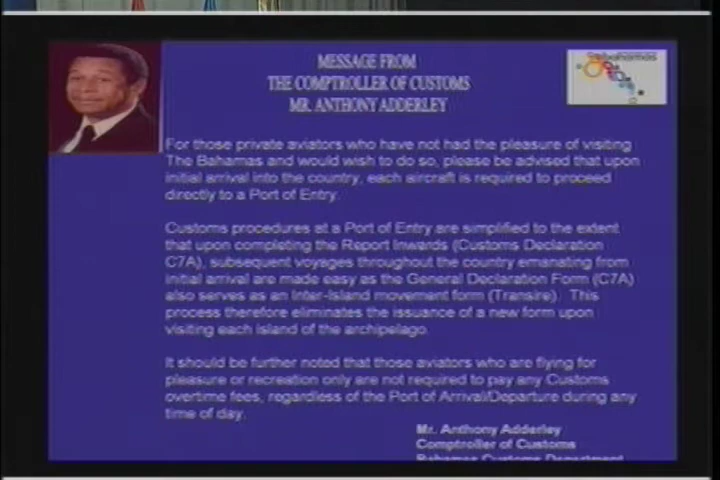 MESSAGE FROM
THE COMPTROLLER OF CUSTOMS
MR. ANTHONY ADDERLEY
bahamas
For those private aviators who have not had the pleasure of visiting
The Bahamas and would wish to do so, please be advised that upon
initial arrival into the country, each aircraft is required to proceed
directly to a Port of Entry.
Customs procedures at a Port of Entry are simplified to the extent
that upon completing the Report Inwards (Customs Declaration
C7A), subsequent voyages throughout the country emanating from
initial arrival are made easy as the General Declaration Form (C7A)
also serves as an Inter-Island movement form (Transire). This
process therefore eliminates the issuance of a new form upon
visiting each island of the archipelago.
It should be further noted that those aviators who are flying for
pleasure or recreation only are not required to pay any Customs
overtime fees, regardless of the Port of Arrival/Departure during any
time of day.
Mr. Anthony Adderley
Comptroller of Customs
Bahamas Customs Department